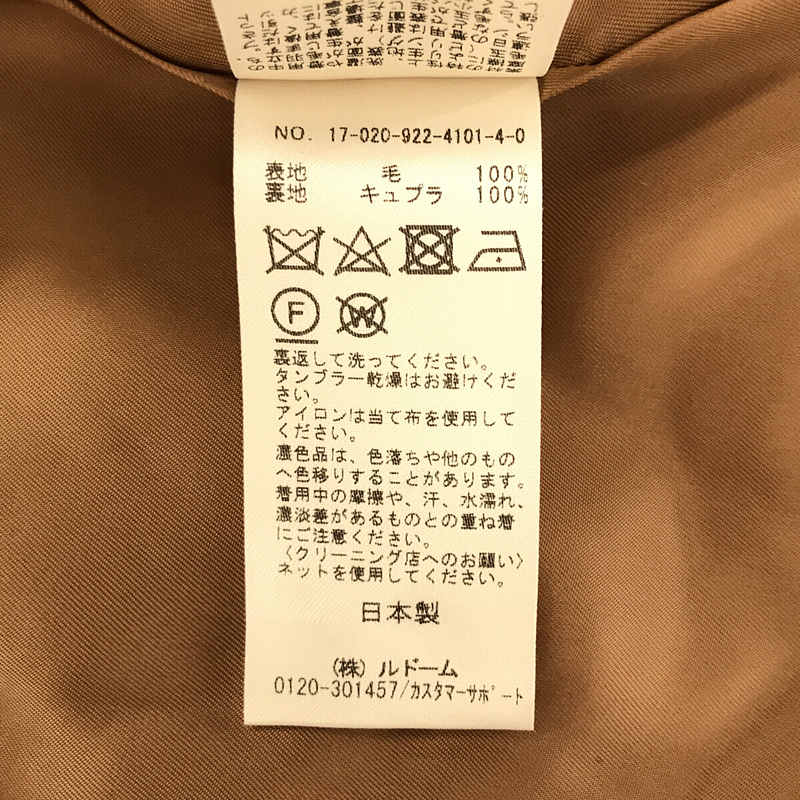 NO. 17-020-922-4101-4-0
表地 毛 100%
裏地 キュプラ 100%
F
W
裏返して洗ってください。
タンブラー乾燥はお避けくだ
さい。
アイロンは当て布を使用して
ください。
濃色品は、色落ちや他のもの
へ色移りすることがあります。
着用中の摩擦や、汗、水濡れ、
濃淡差があるものとの重ね着
にご注意ください。
〈クリーニング店へのお願い〉
ネットを使用してください。
日本製
(株)ルドーム
0120-301457/カスタマーサポート